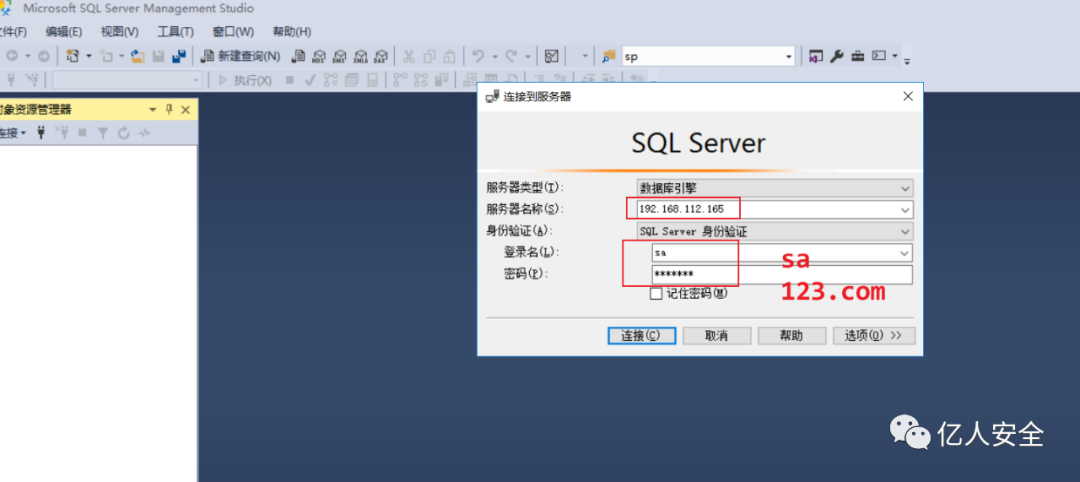 Microsoft SQL Server Management Studio
文件(F) 编辑(E) 视图(V) 工具(T) 窗口(W) 帮助(H)
新建查询(N) MDX DMX XMLA DAX sp
执行(X)
对象资源管理器
连接
连接到服务器
SQL Server
服务器类型(T): 数据库引擎
服务器名称(S): 192.168.112.165
身份验证(A): SQL Server 身份验证
登录名(L): sa
密码(P): *******
sa
123.com
记住密码(M)
连接(C) 取消 帮助 选项(O) >>
亿人安全